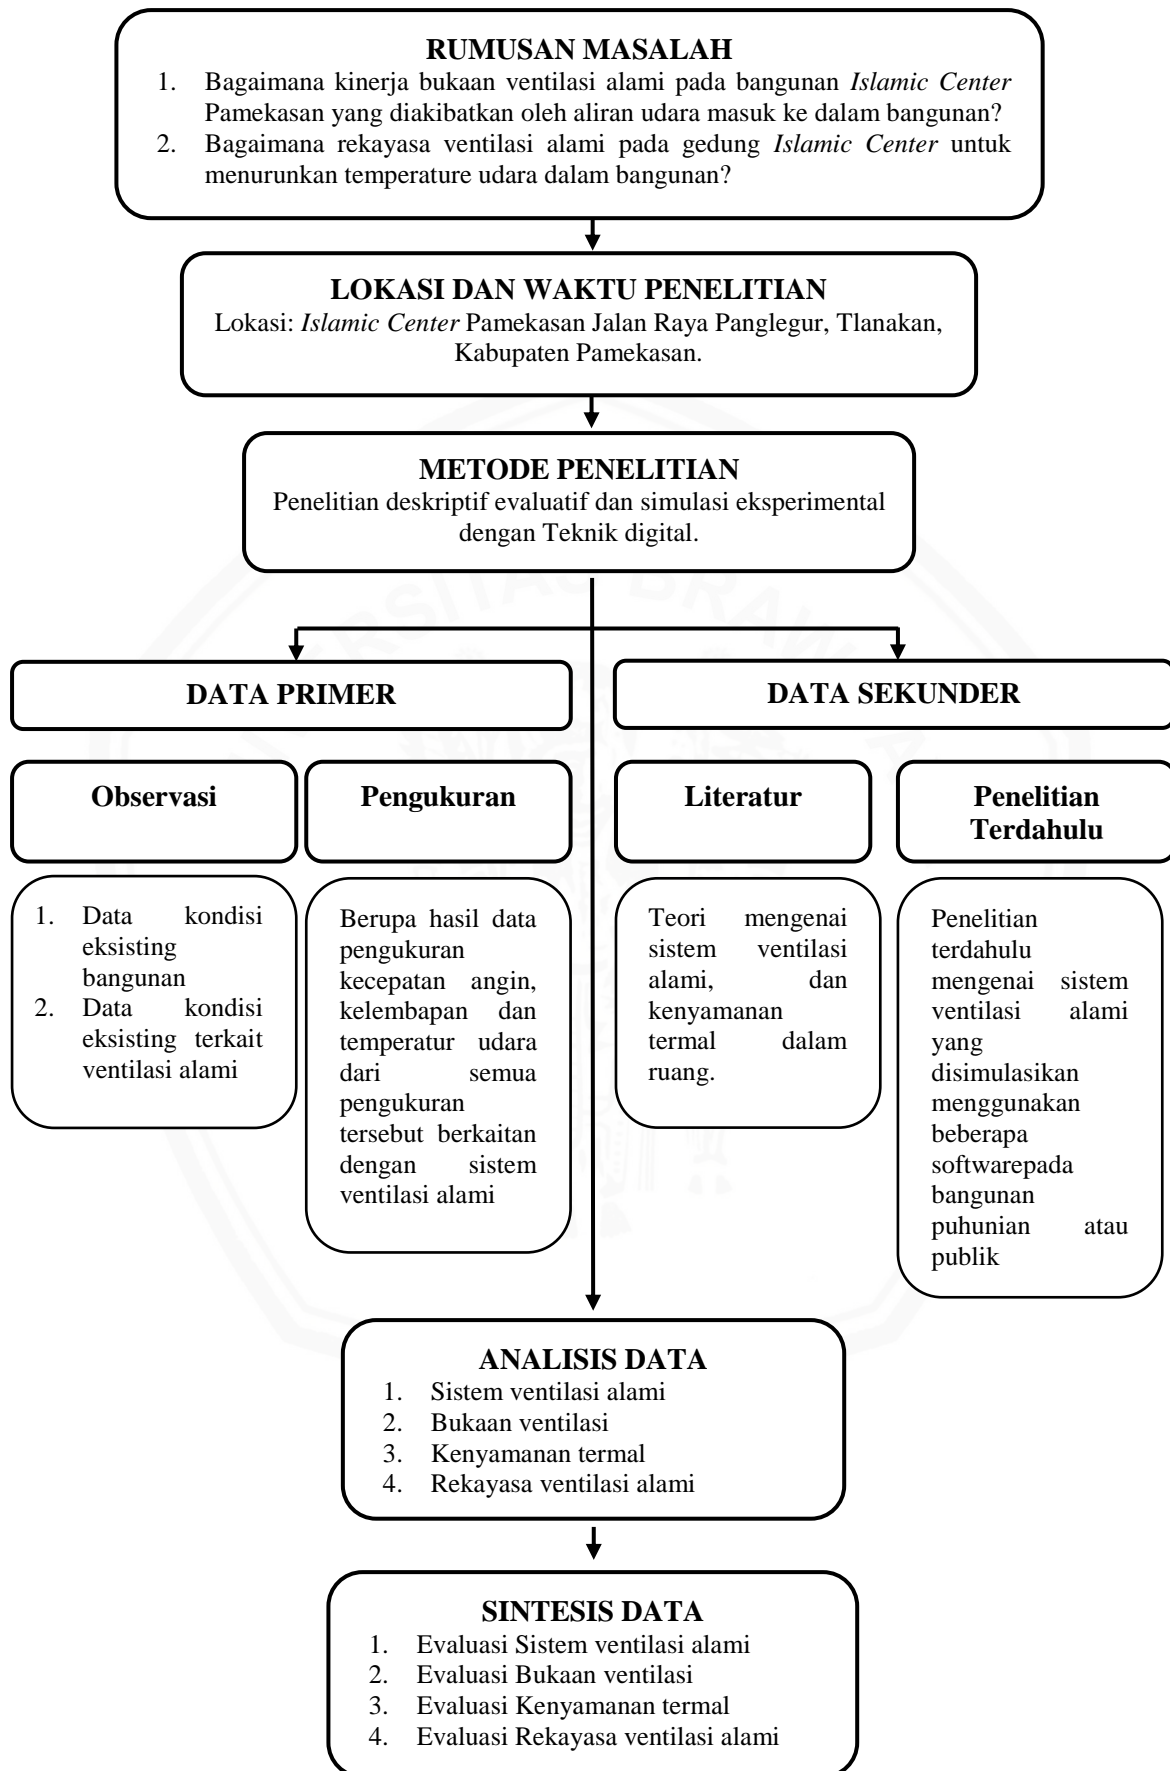 RUMUSAN MASALAH
1. Bagaimana kinerja bukaan ventilasi alami pada bangunan Islamic Center
Pamekasan yang diakibatkan oleh aliran udara masuk ke dalam bangunan?
2. Bagaimana rekayasa ventilasi alami pada gedung Islamic Center untuk
menurunkan temperature udara dalam bangunan?
LOKASI DAN WAKTU PENELITIAN
Lokasi: Islamic Center Pamekasan Jalan Raya Panglegur, Tlanakan,
Kabupaten Pamekasan.
METODE PENELITIAN
Penelitian deskriptif evaluatif dan simulasi eksperimental
dengan Teknik digital.
UNIVERSITAS BRAWIJAYA
DATA PRIMER
DATA SEKUNDER
Observasi
Pengukuran
Literatur
Penelitian
Terdahulu
1. Data kondisi
eksisting
bangunan
2. Data kondisi
eksisting terkait
ventilasi alami
Berupa hasil data
pengukuran
kecepatan angin,
kelembapan dan
temperatur udara
dari semua
pengukuran
tersebut berkaitan
dengan sistem
ventilasi alami
Teori mengenai
sistem ventilasi
alami, dan
kenyamanan
termal dalam
ruang.
Penelitian
terdahulu
mengenai sistem
ventilasi alami
yang
disimulasikan
menggunakan
beberapa
softwarepada
bangunan
puhunian atau
publik
ANALISIS DATA
1. Sistem ventilasi alami
2. Bukaan ventilasi
3. Kenyamanan termal
4. Rekayasa ventilasi alami
SINTESIS DATA
1. Evaluasi Sistem ventilasi alami
2. Evaluasi Bukaan ventilasi
3. Evaluasi Kenyamanan termal
4. Evaluasi Rekayasa ventilasi alami